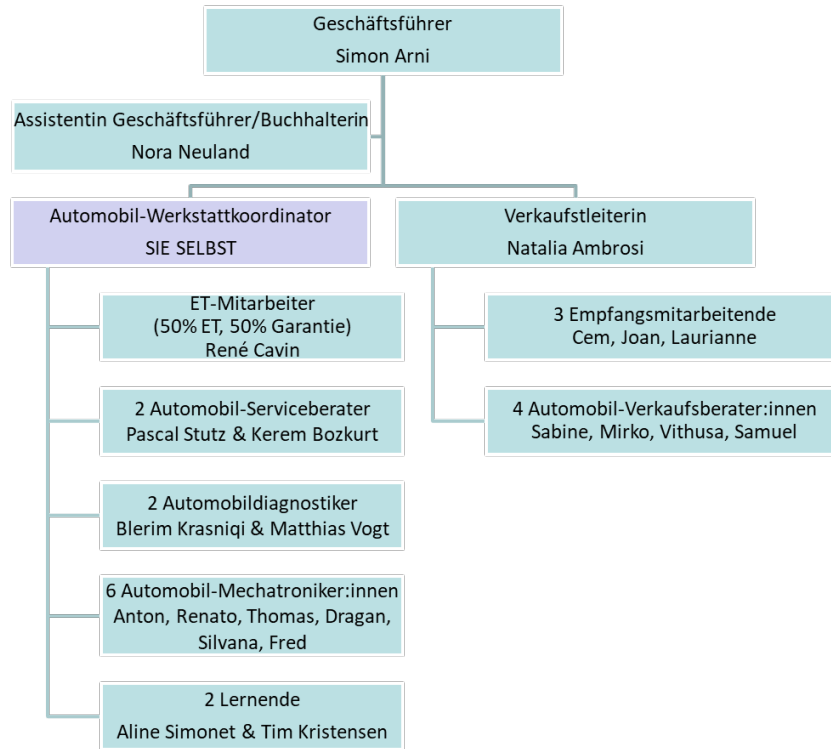 Geschäftsführer
Simon Arni
Assistentin Geschäftsführer/Buchhalterin
Nora Neuland
Automobil-Werkstattkoordinator
SIE SELBST
Verkaufstleiterin
Natalia Ambrosi
ET-Mitarbeiter
(50% ET, 50% Garantie)
René Cavin
3 Empfangsmitarbeitende
Cem, Joan, Laurianne
2 Automobil-Serviceberater
Pascal Stutz & Kerem Bozkurt
4 Automobil-Verkaufsberater:innen
Sabine, Mirko, Vithusa, Samuel
2 Automobildiagnostiker
Blerim Krasniqi & Matthias Vogt
6 Automobil-Mechatroniker:innen
Anton, Renato, Thomas, Dragan,
Silvana, Fred
2 Lernende
Aline Simonet & Tim Kristensen